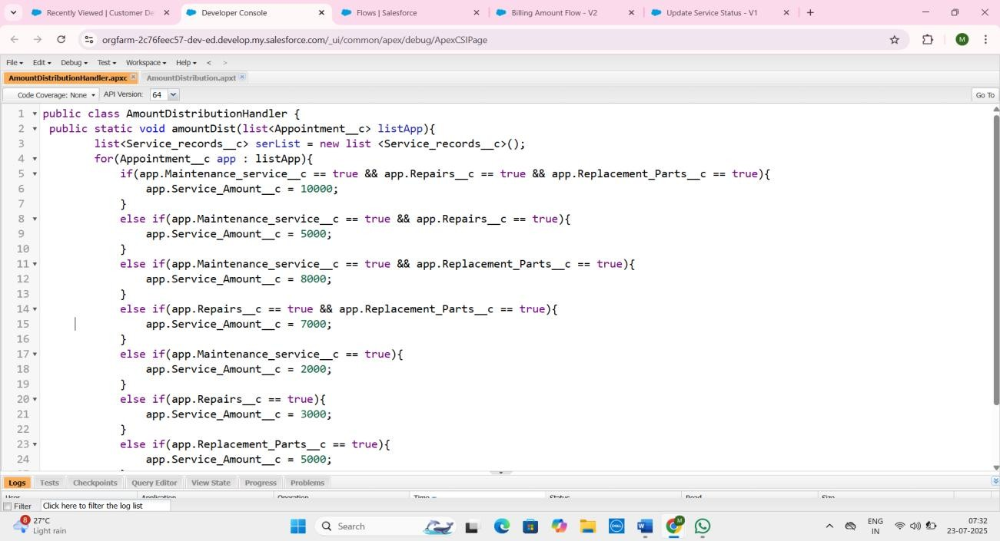 Recently Viewed | Customer De
Developer Console
Flows | Salesforce
Billing Amount Flow - V2
Update Service Status - V1
orgfarm-2c76feec57-dev-ed.develop.my.salesforce.com/_ui/common/apex/debug/ApexCSIPage
M
File Edit Debug Test Workspace Help < >
AmountDistributionHandler.apxc AmountDistribution.apxt
Code Coverage: None API Version: 64 Go To
1 public class AmountDistributionHandler {
2 public static void amountDist(list<Appointment__c> listApp){
3 list<Service_records__c> serList = new list <Service_records__c>();
4 for(Appointment__c app : listApp){
5 if(app.Maintenance_service__c == true && app.Repairs__c == true && app.Replacement_Parts__c == true){
6 app.Service_Amount__c = 10000;
7 }
8 else if(app.Maintenance_service__c == true && app.Repairs__c == true){
9 app.Service_Amount__c = 5000;
10 }
11 else if(app.Maintenance_service__c == true && app.Replacement_Parts__c == true){
12 app.Service_Amount__c = 8000;
13 }
14 else if(app.Repairs__c == true && app.Replacement_Parts__c == true){
15 app.Service_Amount__c = 7000;
16 }
17 else if(app.Maintenance_service__c == true){
18 app.Service_Amount__c = 2000;
19 }
20 else if(app.Repairs__c == true){
21 app.Service_Amount__c = 3000;
22 }
23 else if(app.Replacement_Parts__c == true){
24 app.Service_Amount__c = 5000;
Logs Tests Checkpoints Query Editor View State Progress Problems
User Application Operation Time Status Read Size
Filter Click here to filter the log list
8
27°C
Light rain
Search
DELL
M
ENG
IN
07:32
23-07-2025